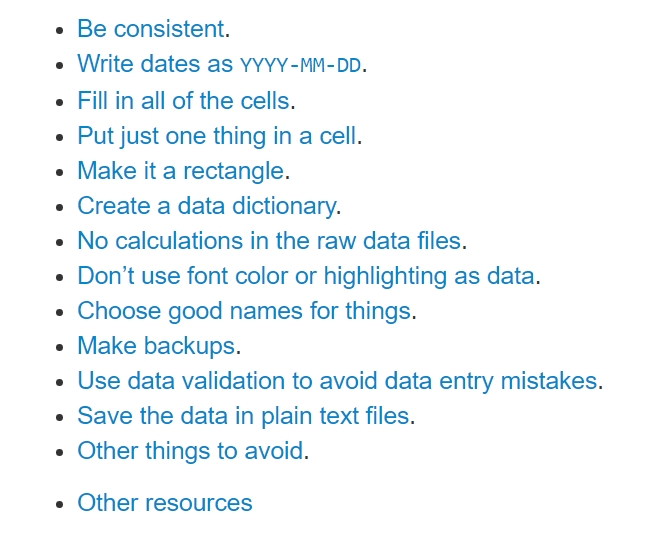 Be consistent.
Write dates as YYYY-MM-DD.
Fill in all of the cells.
Put just one thing in a cell.
Make it a rectangle.
Create a data dictionary.
No calculations in the raw data files.
Don’t use font color or highlighting as data.
Choose good names for things.
Make backups.
Use data validation to avoid data entry mistakes.
Save the data in plain text files.
Other things to avoid.
Other resources